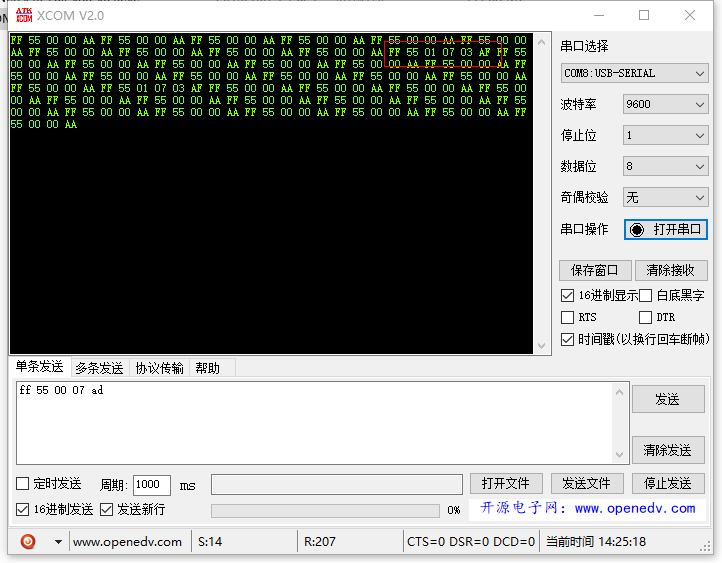 XCOM V2.0
FF 55 00 00 AA FF 55 00 00 AA FF 55 00 00 AA FF 55 00 00 AA FF 55 00 00 AA FF 55 00 00
AA FF 55 00 00 AA FF 55 00 00 AA FF 55 00 00 AA FF 55 00 00 AA FF 55 01 07 03 AF FF 55
00 00 AA FF 55 00 00 AA FF 55 00 00 AA FF 55 00 00 AA FF 55 00 00 AA FF 55 00 00 AA FF
55 00 00 AA FF 55 00 00 AA FF 55 00 00 AA FF 55 00 00 AA FF 55 00 00 AA FF 55 00 00 AA
FF 55 00 00 AA FF 55 01 07 03 AF FF 55 00 00 AA FF 55 00 00 AA FF 55 00 00 AA FF 55 00
00 AA FF 55 00 00 AA FF 55 00 00 AA FF 55 00 00 AA FF 55 00 00 AA FF 55 00 00 AA FF 55
00 00 AA FF 55 00 00 AA FF 55 00 00 AA FF 55 00 00 AA FF 55 00 00 AA FF 55 00 00 AA FF
55 00 00 AA
串口选择
COM8:USB-SERIAL
波特率 9600
停止位 1
数据位 8
奇偶校验 无
串口操作 打开串口
保存窗口 清除接收
16进制显示 白底黑字
RTS DTR
时间戳(以换行回车断帧)
单条发送 多条发送 协议传输 帮助
ff 55 00 07 ad
发送
清除发送
定时发送 周期: 1000 ms 打开文件 发送文件 停止发送
16进制发送 发送新行 0% 开源电子网：www.openedv.com
www.openedv.com S:14 R:207 CTS=0 DSR=0 DCD=0 当前时间 14:25:18